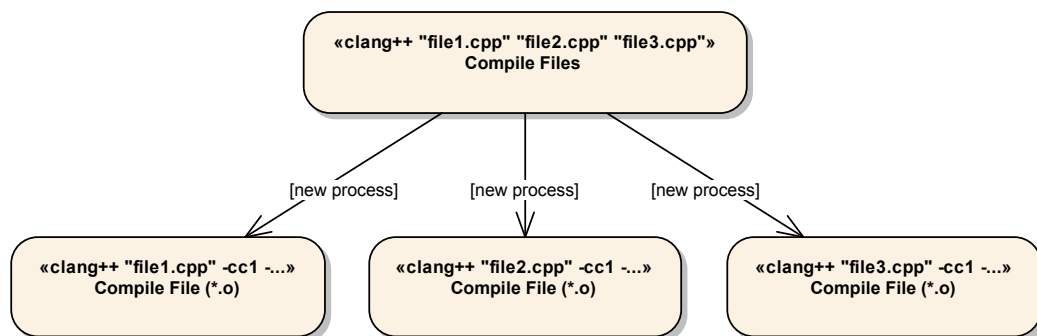 «clang++ "file1.cpp" "file2.cpp" "file3.cpp"»
Compile Files
[new process]
[new process]
[new process]
«clang++ "file1.cpp" -cc1 -...»
Compile File (*.o)
«clang++ "file2.cpp" -cc1 -...»
Compile File (*.o)
«clang++ "file3.cpp" -cc1 -...»
Compile File (*.o)